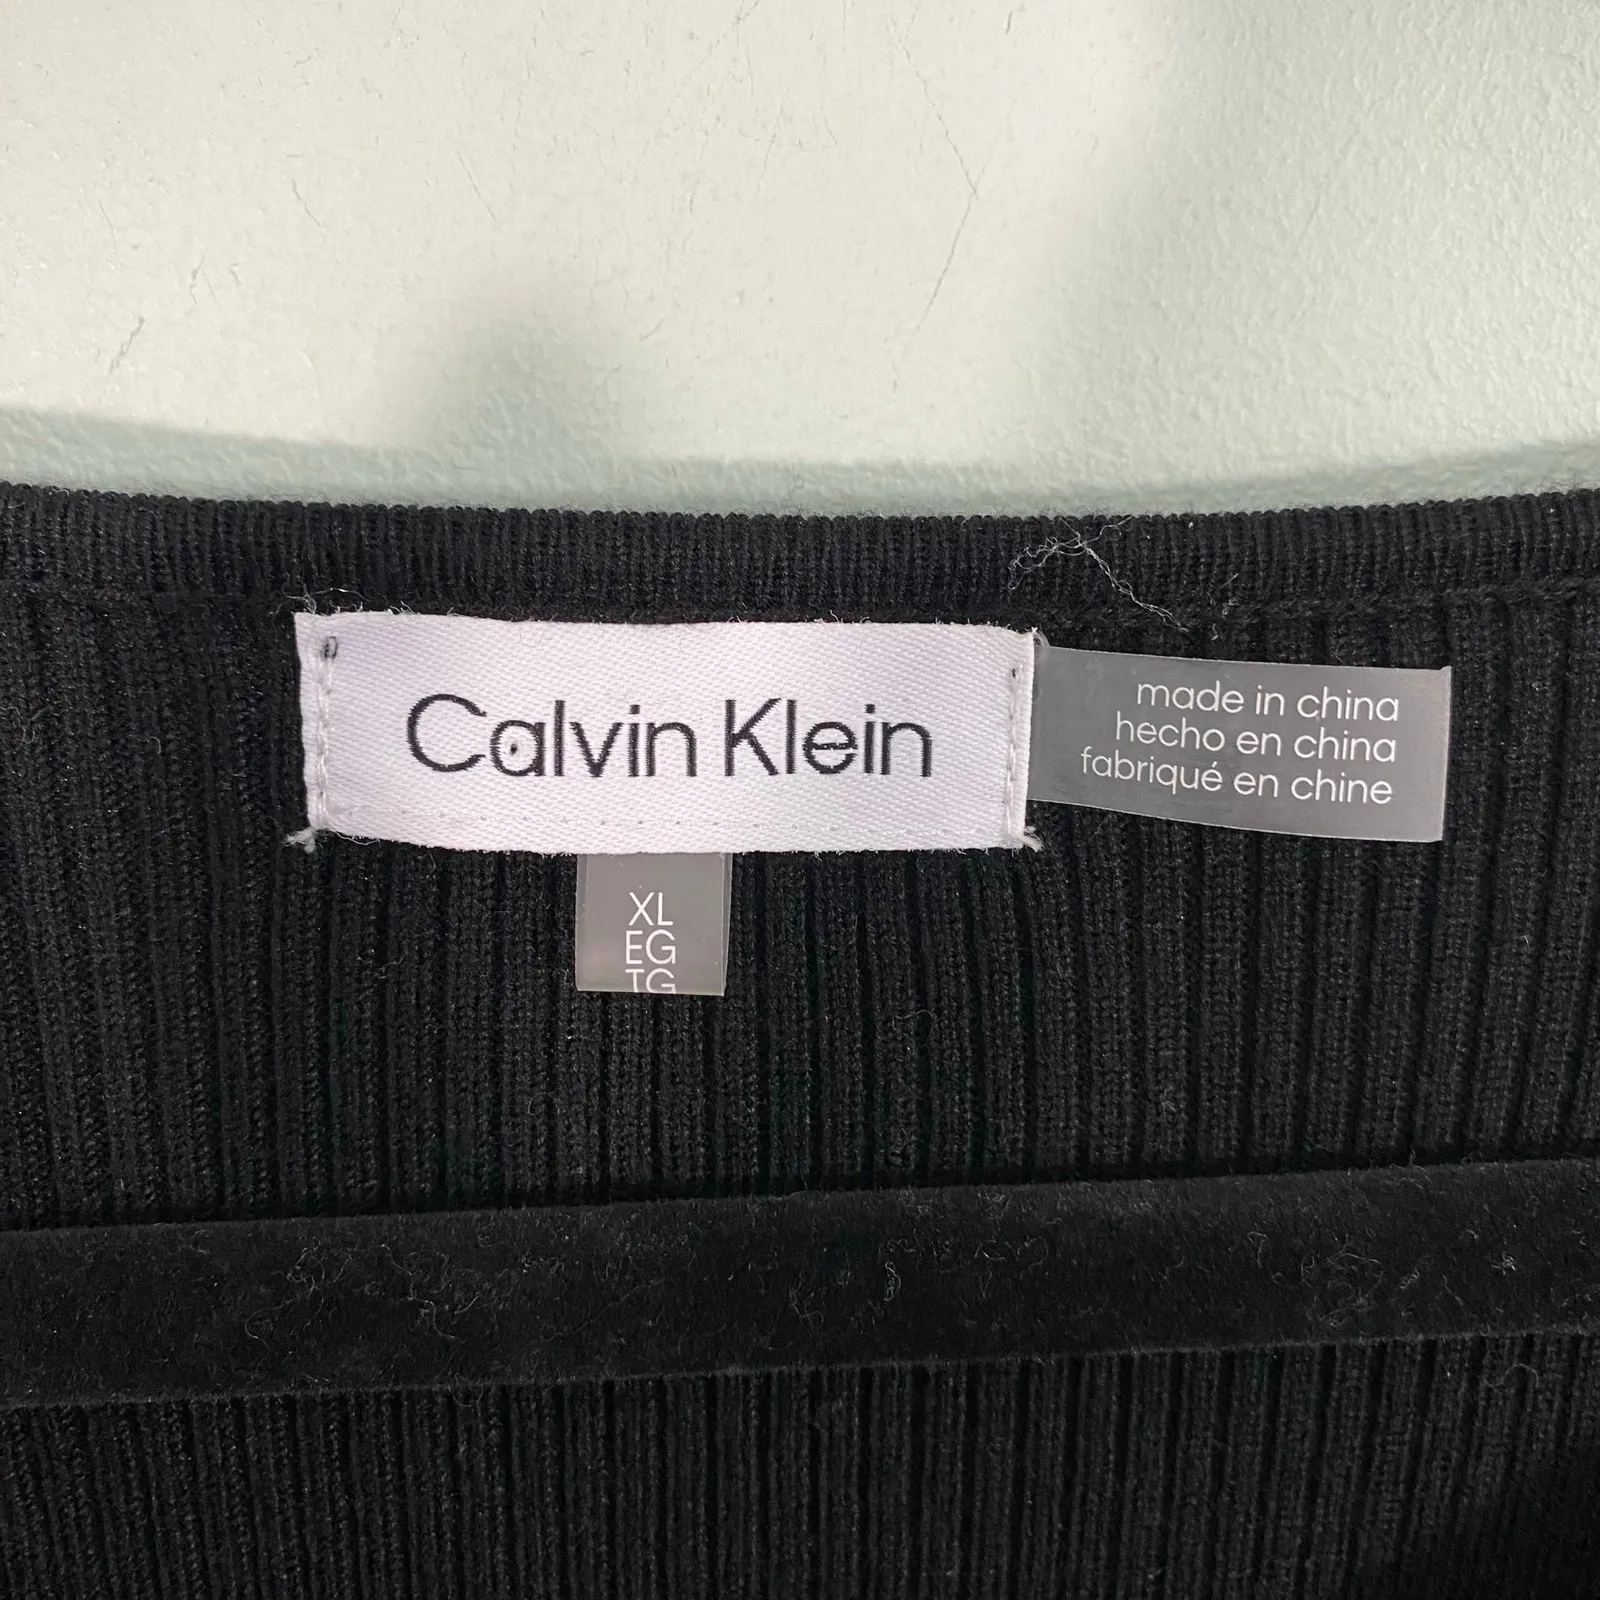 Calvin Klein
made in china
hecho en china
fabriqué en chine
XL
EG
TG